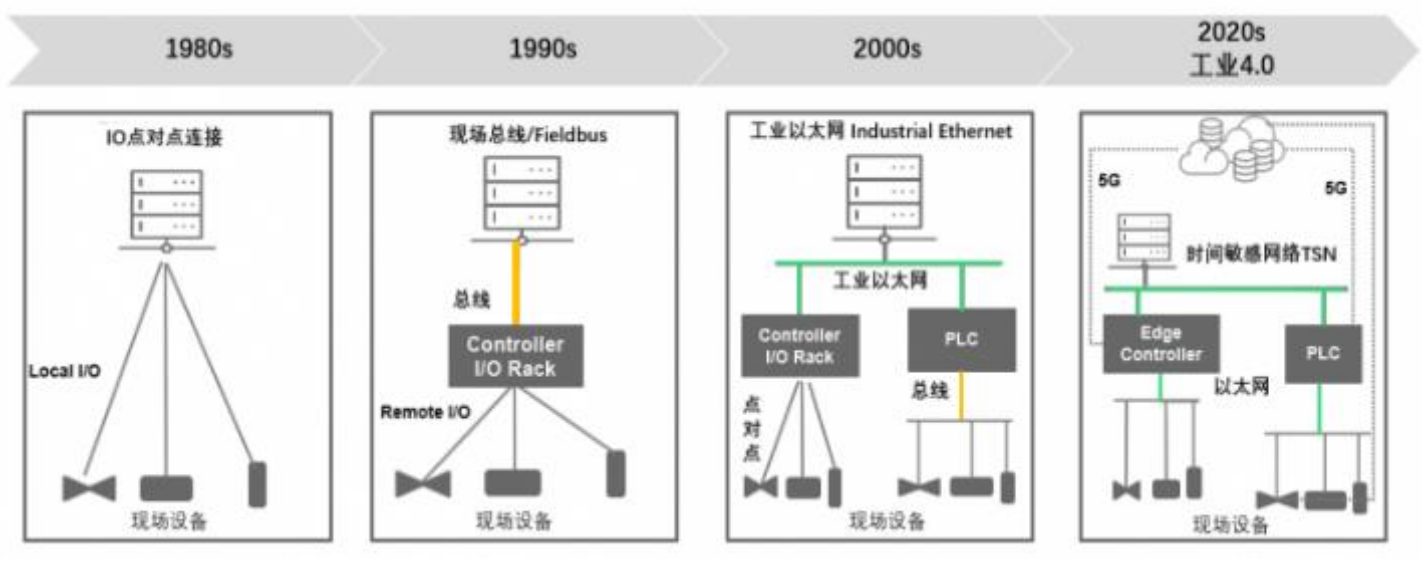 1980s
1990s
2000s
2020s
工业4.0
IO点对点连接
Local I/O
现场设备
现场总线/Fieldbus
总线
Controller
I/O Rack
Remote I/O
现场设备
工业以太网 Industrial Ethernet
工业以太网
Controller
I/O Rack
PLC
点
对
点
总线
现场设备
5G
5G
时间敏感网络TSN
Edge
Controller
PLC
以太网
现场设备